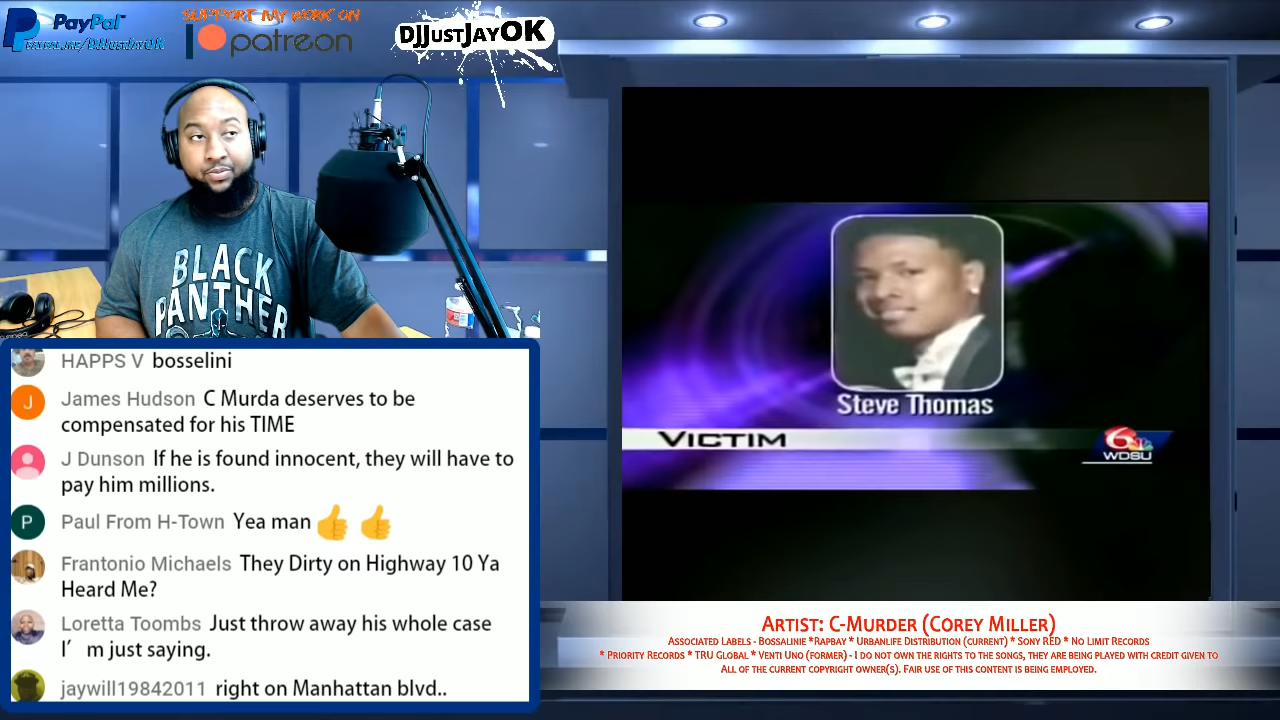 PayPal
PAYPAL.ME/DJJUSTJAYOK
SUPPORT MY WORK ON
patreon
DJJUSTJAYOK
BLACK
PANTHER
HAPPS V bosselini
J
James Hudson C Murda deserves to be
compensated for his TIME
J Dunson If he is found innocent, they will have to
pay him millions.
P
Paul From H-Town Yea man 👍 👍
Frantonio Michaels They Dirty on Highway 10 Ya
Heard Me?
Loretta Toombs Just throw away his whole case
I’m just saying.
jaywill19842011 right on Manhattan blvd..
Steve Thomas
VICTIM
6
WDSU
ARTIST: C-MURDER (COREY MILLER)
ASSOCIATED LABELS - BOSSALINIE *RAPBAY * URBANLIFE DISTRIBUTION (CURRENT) * SONY RED * NO LIMIT RECORDS
* PRIORITY RECORDS * TRU GLOBAL * VENTI UNO (FORMER) - I DO NOT OWN THE RIGHTS TO THE SONGS, THEY ARE BEING PLAYED WITH CREDIT GIVEN TO
ALL OF THE CURRENT COPYRIGHT OWNER(S). FAIR USE OF THIS CONTENT IS BEING EMPLOYED.